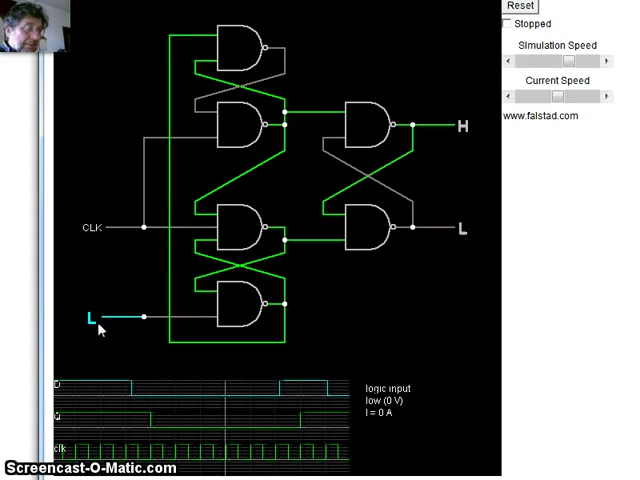 Reset
Stopped
Simulation Speed
Current Speed
www.falstad.com
H
CLK
L
L
D
Q
clk
logic input
low (0 V)
I = 0 A
Screencast-O-Matic.com